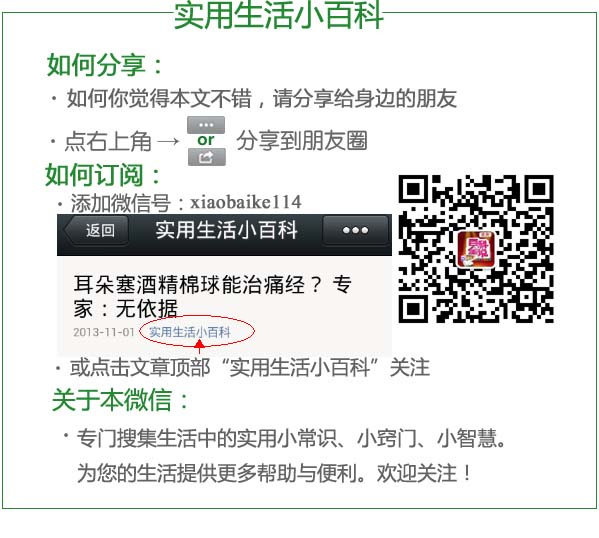 实用生活小百科
如何分享：
· 如何你觉得本文不错，请分享给身边的朋友
· 点右上角 → or 分享到朋友圈
如何订阅：
· 添加微信号：xiaobaike114
返回 实用生活小百科
耳朵塞酒精棉球能治痛经？ 专
家：无依据
2013-11-01 实用生活小百科
· 或点击文章顶部“实用生活小百科”关注
关于本微信：
· 专门搜集生活中的实用小常识、小窍门、小智慧。
为您的生活提供更多帮助与便利。欢迎关注！